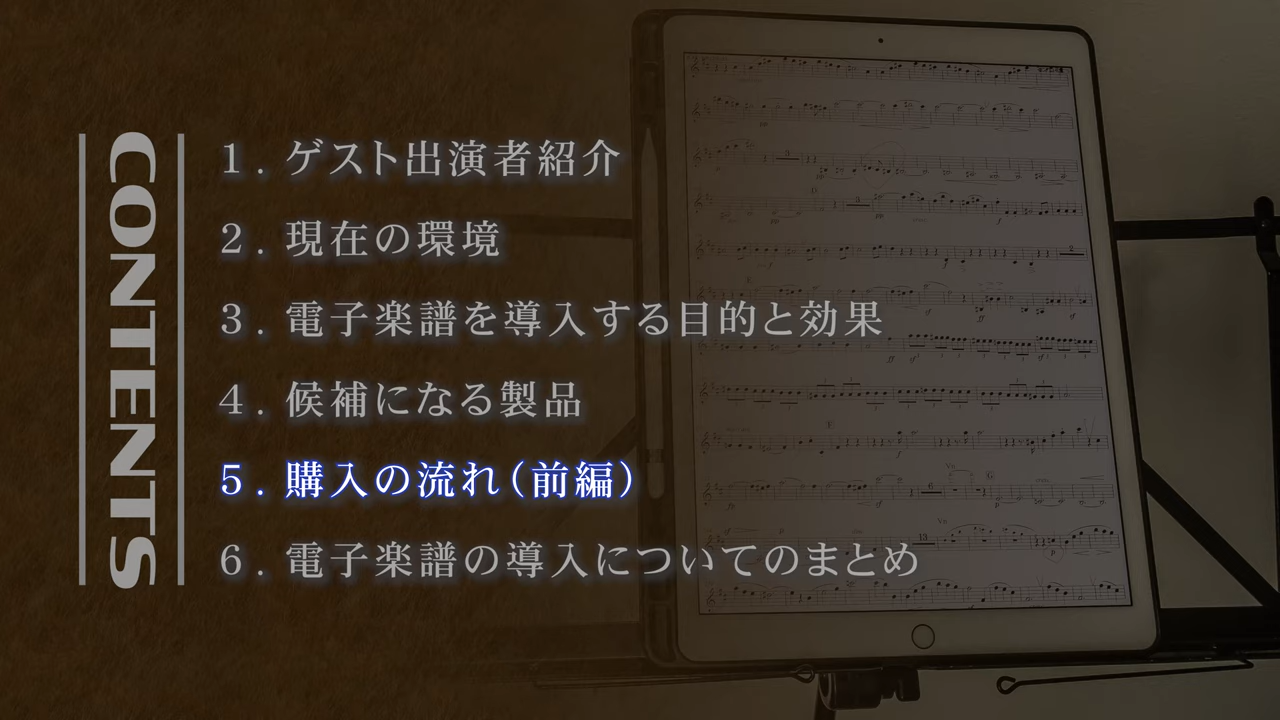 CONTENTS
1. ゲスト出演者紹介
2. 現在の環境
3. 電子楽譜を導入する目的と効果
4. 候補になる製品
5. 購入の流れ(前編)
6. 電子楽譜の導入についてのまとめ